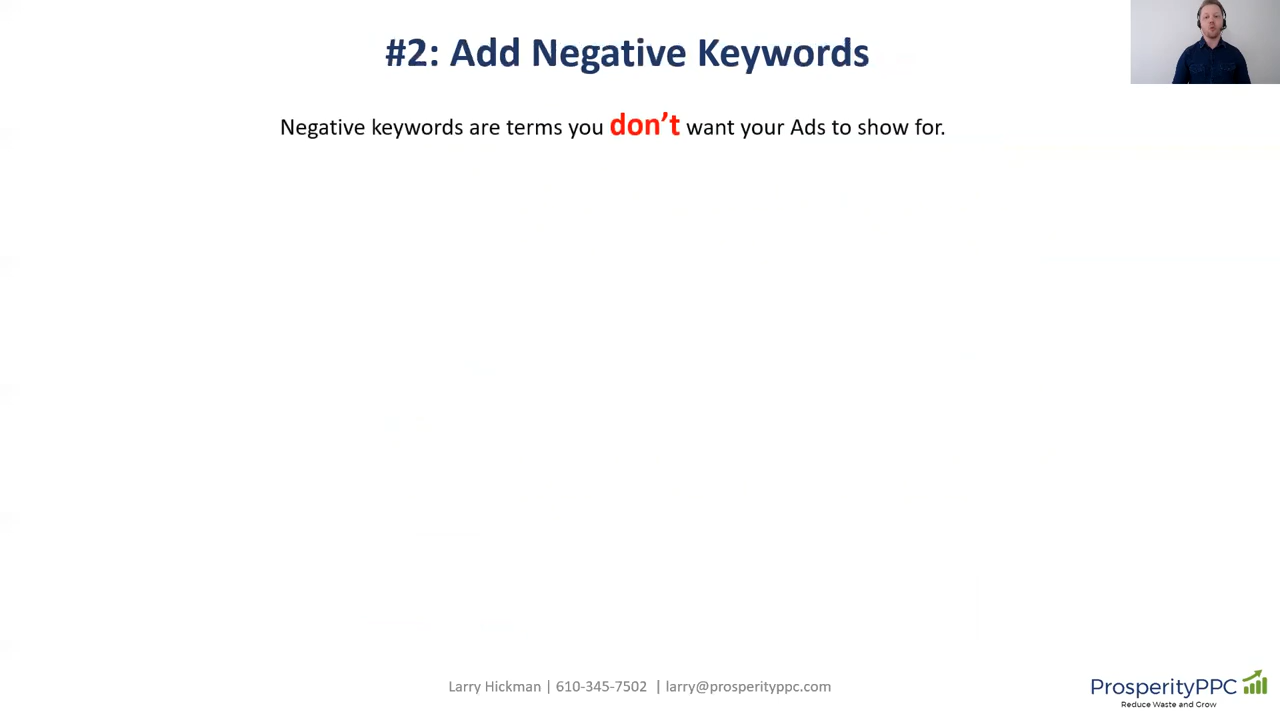 #2: Add Negative Keywords
Negative keywords are terms you don’t want your Ads to show for.
Larry Hickman | 610-345-7502 | larry@prosperityppc.com
ProsperityPPC
Reduce Waste and Grow